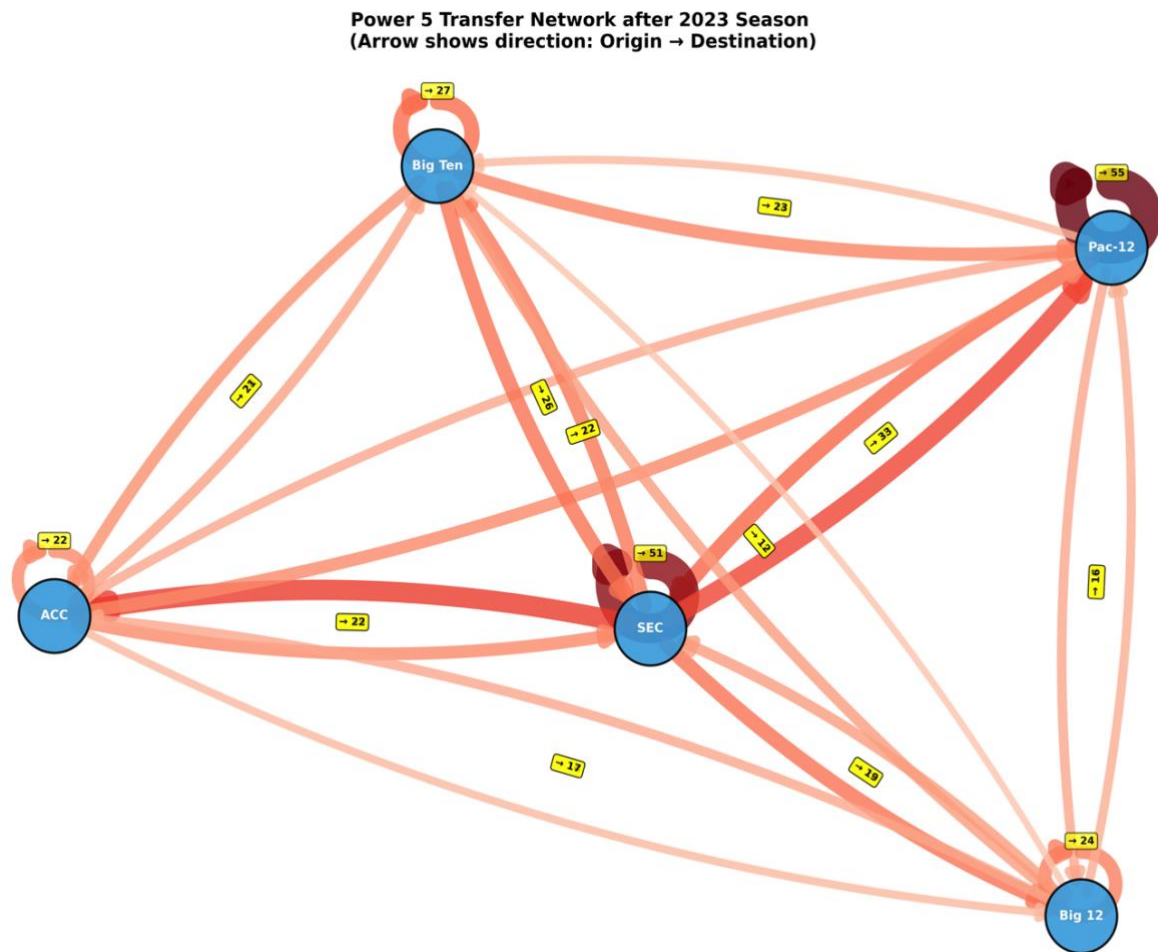 Power 5 Transfer Network after 2023 Season
(Arrow shows direction: Origin → Destination)
→ 27
Big Ten
→ 55
→ 23
Pac-12
→ 21
→ 26
→ 22
→ 33
→ 22
→ 12
→ 51
ACC
→ 22
SEC
→ 16
→ 17
→ 19
→ 24
Big 12